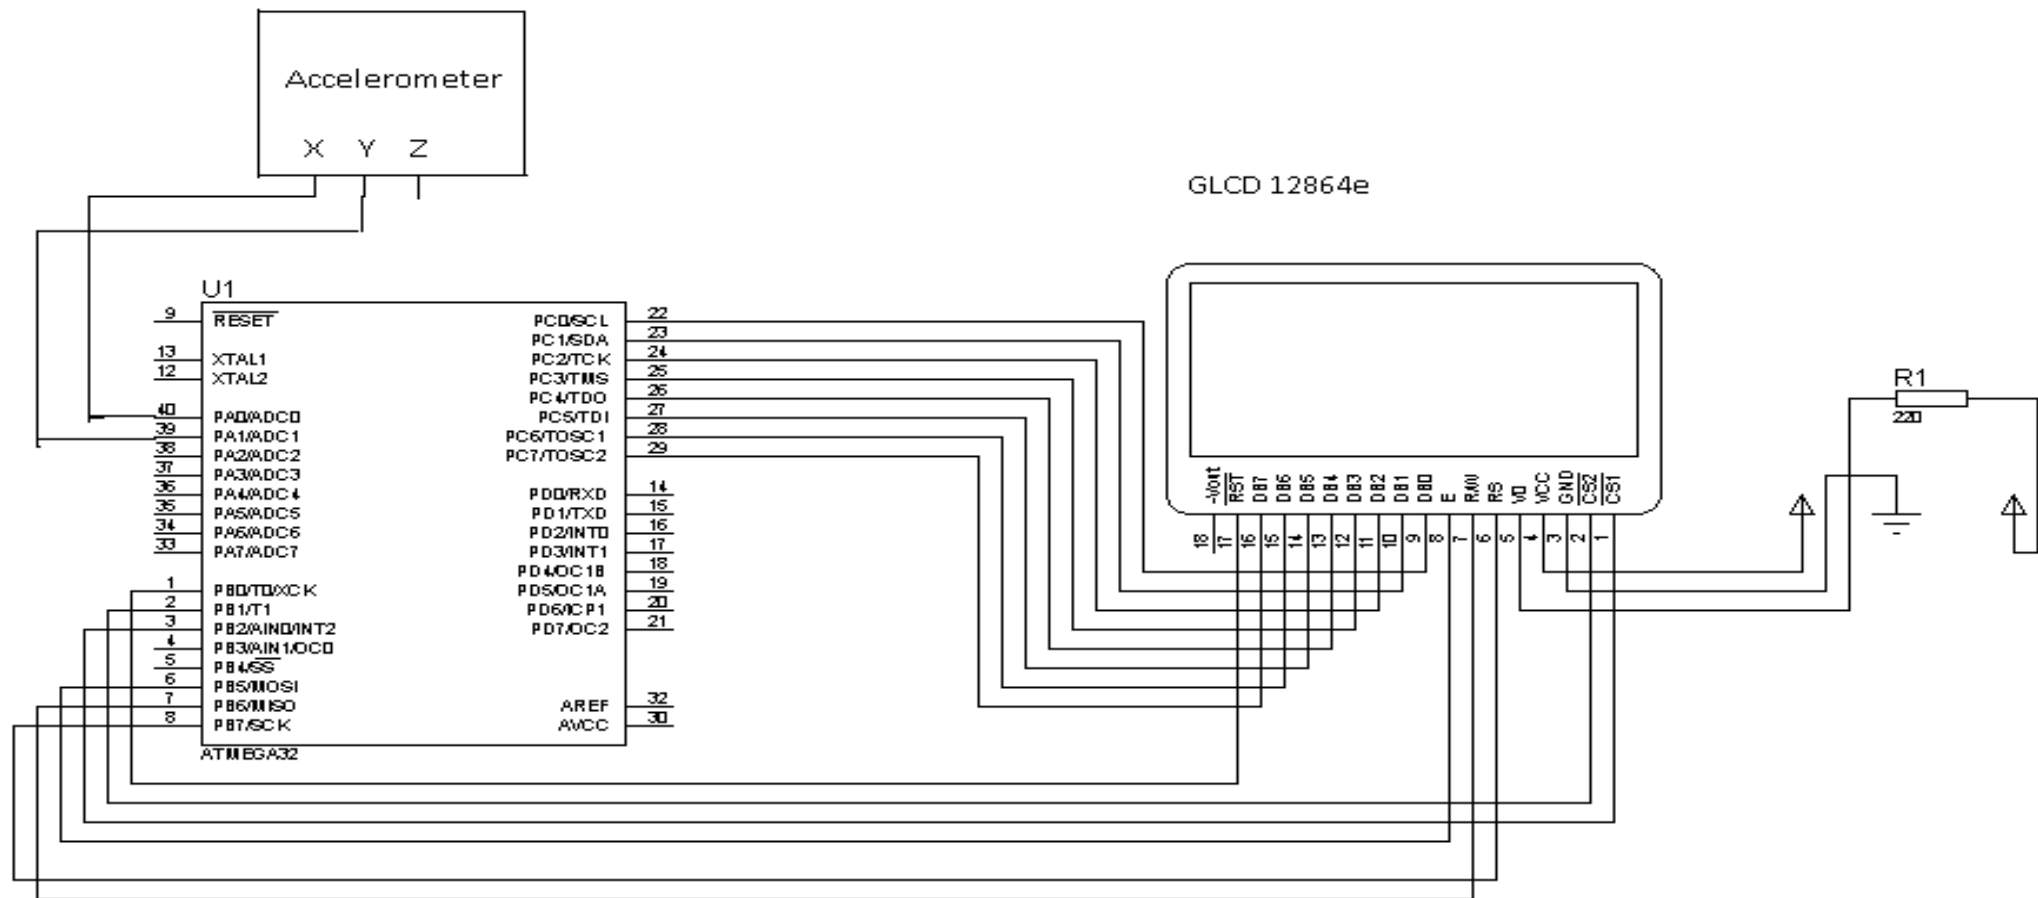 Accelerometer
X Y Z
GLCD 12864e
U1
9 RESET
13 XTAL1
12 XTAL2
40 PA0/ADC0
39 PA1/ADC1
38 PA2/ADC2
37 PA3/ADC3
36 PA4/ADC4
35 PA5/ADC5
34 PA6/ADC6
33 PA7/ADC7
1 PB0/T0/XCK
2 PB1/T1
3 PB2/AIN0/INT2
4 PB3/AIN1/OC0
5 PB4/SS
6 PB5/MOSI
7 PB6/MISO
8 PB7/SCK
PC0/SCL 22
PC1/SDA 23
PC2/TCK 24
PC3/TMS 25
PC4/TDO 26
PC5/TDI 27
PC6/TOSC1 28
PC7/TOSC2 29
PD0/RXD 14
PD1/TXD 15
PD2/INT0 16
PD3/INT1 17
PD4/OC1B 18
PD5/OC1A 19
PD6/ICP1 20
PD7/OC2 21
AREF 32
AVCC 30
ATMEGA32
-Vout RST DB7 DB6 DB5 DB4 DB3 DB2 DB1 DB0 E R/W RS V0 VCC GND CS2 CS1
18 17 16 15 14 13 12 11 10 9 8 7 6 5 4 3 2 1
R1
220